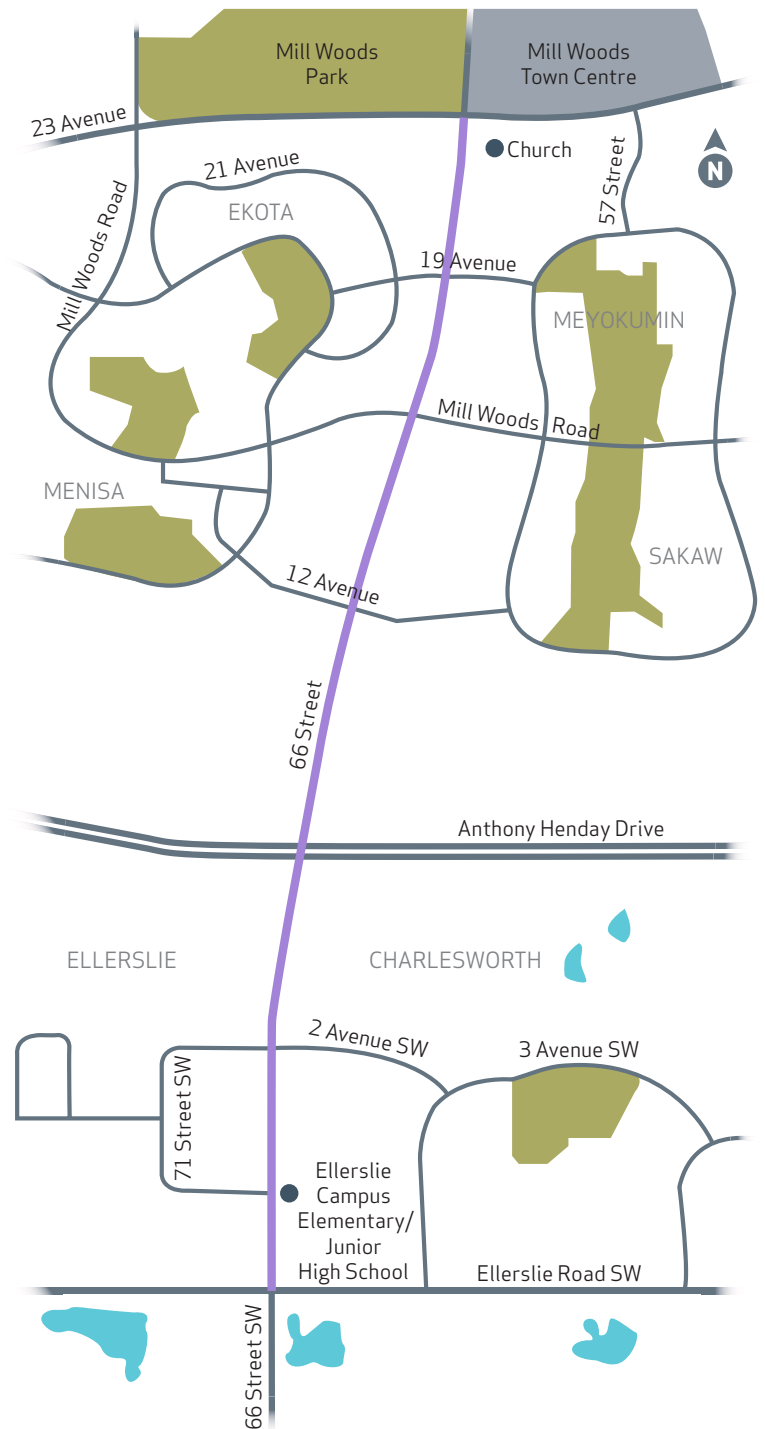 Mill Woods
Park
Mill Woods
Town Centre
23 Avenue
Church
N
21 Avenue
57 Street
EKOTA
Mill Woods Road
19 Avenue
MEYOKUMIN
Mill Woods Road
MENISA
SAKAW
12 Avenue
66 Street
Anthony Henday Drive
ELLERSLIE
CHARLESWORTH
2 Avenue SW
3 Avenue SW
71 Street SW
Ellerslie
Campus
Elementary/
Junior
High School
Ellerslie Road SW
66 Street SW